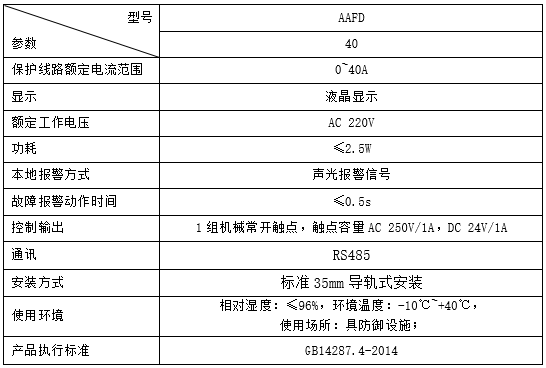 型号
AAFD
参数
40
保护线路额定电流范围
0~40A
显示
液晶显示
额定工作电压
AC 220V
功耗
≤2.5W
本地报警方式
声光报警信号
故障报警动作时间
≤0.5s
控制输出
1组机械常开触点，触点容量AC 250V/1A，DC 24V/1A
通讯
RS485
安装方式
标准35mm导轨式安装
使用环境
相对湿度：≤96%，环境温度：-10℃~+40℃，
使用场所：具防御设施；
产品执行标准
GB14287.4-2014